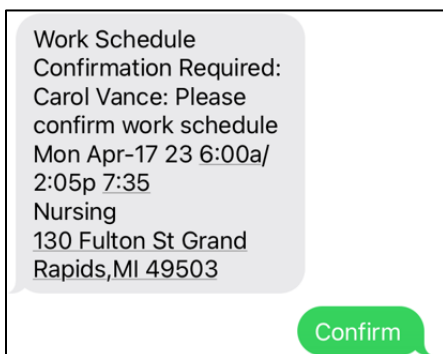 Work Schedule
Confirmation Required:
Carol Vance: Please
confirm work schedule
Mon Apr-17 23 6:00a/
2:05p 7:35
Nursing
130 Fulton St Grand
Rapids,MI 49503
Confirm